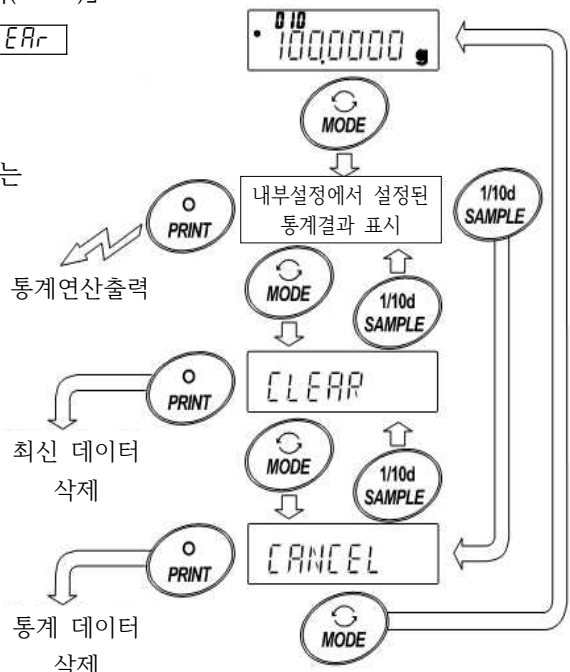 EAr
010
100.0000 g
MODE
는
내부설정에서 설정된
통계결과 표시
O
PRINT
1/10d
SAMPLE
통계연산출력
MODE
1/10d
SAMPLE
O
PRINT
CLEAR
최신 데이터
삭제
MODE
1/10d
SAMPLE
O
PRINT
CANCEL
통계 데이터
삭제
MODE